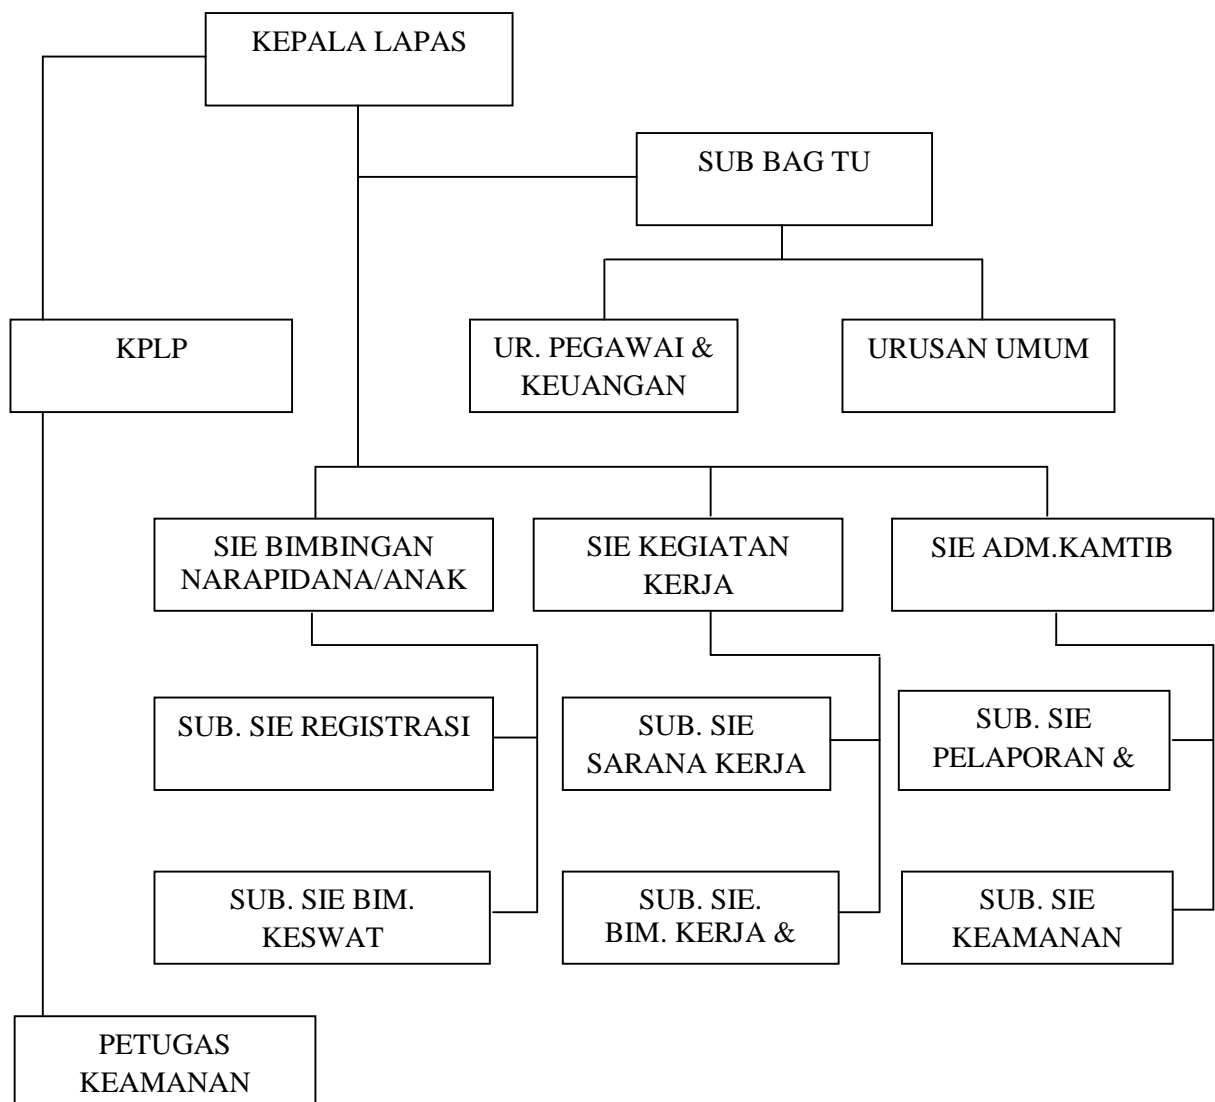 KEPALA LAPAS
SUB BAG TU
KPLP
UR. PEGAWAI &
KEUANGAN
URUSAN UMUM
SIE BIMBINGAN
NARAPIDANA/ANAK
SIE KEGIATAN
KERJA
SIE ADM.KAMTIB
SUB. SIE REGISTRASI
SUB. SIE
SARANA KERJA
SUB. SIE
PELAPORAN &
SUB. SIE BIM.
KESWAT
SUB. SIE.
BIM. KERJA &
SUB. SIE
KEAMANAN
PETUGAS
KEAMANAN